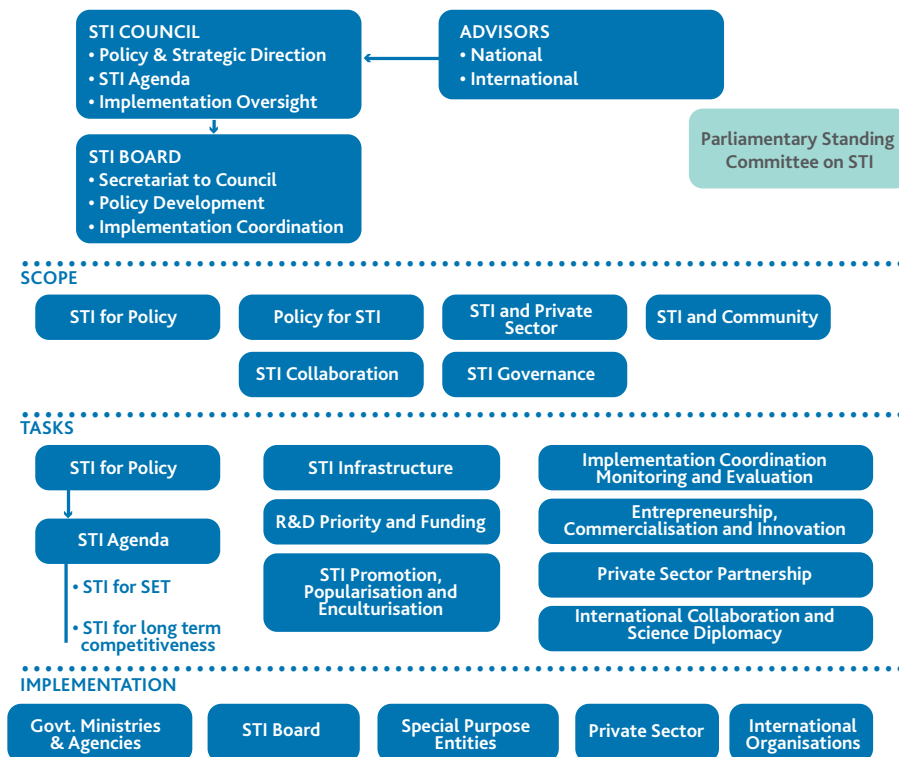 STI COUNCIL
• Policy & Strategic Direction
• STI Agenda
• Implementation Oversight
ADVISORS
• National
• International
Parliamentary Standing
Committee on STI
STI BOARD
• Secretariat to Council
• Policy Development
• Implementation Coordination
SCOPE
STI for Policy
Policy for STI
STI and Private
Sector
STI and Community
STI Collaboration
STI Governance
TASKS
STI for Policy
STI Agenda
• STI for SET
• STI for long term
competitiveness
STI Infrastructure
R&D Priority and Funding
STI Promotion,
Popularisation and
Enculturisation
Implementation Coordination
Monitoring and Evaluation
Entrepreneurship,
Commercialisation and Innovation
Private Sector Partnership
International Collaboration and
Science Diplomacy
IMPLEMENTATION
Govt. Ministries
& Agencies
STI Board
Special Purpose
Entities
Private Sector
International
Organisations